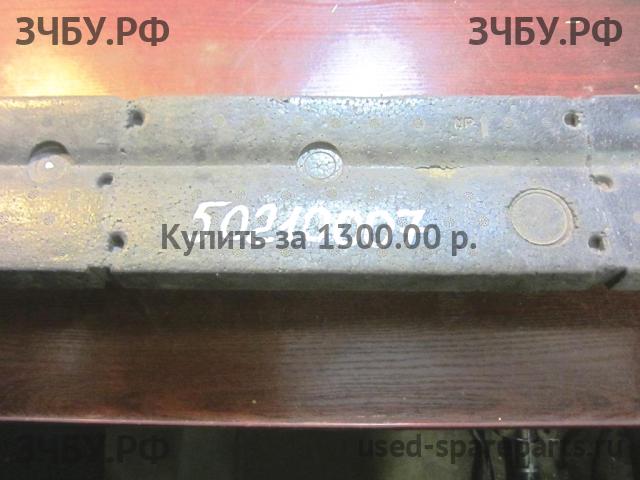 ЗЧБУ.РФ ЗЧБУ.РФ
Купить за 1300.00 р.
ЗЧБУ.РФ used-spareparts.ru